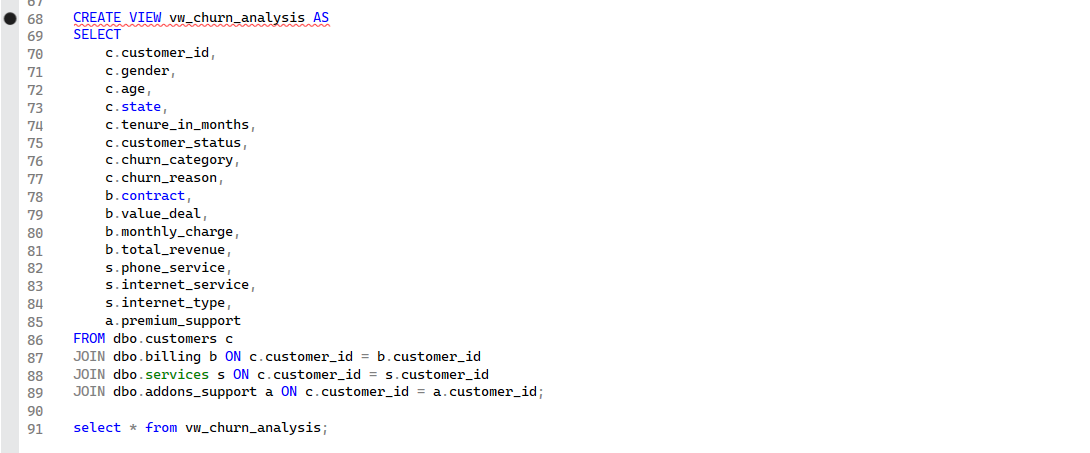 67
68 CREATE VIEW vw_churn_analysis AS
69 SELECT
70 c.customer_id,
71 c.gender,
72 c.age,
73 c.state,
74 c.tenure_in_months,
75 c.customer_status,
76 c.churn_category,
77 c.churn_reason,
78 b.contract,
79 b.value_deal,
80 b.monthly_charge,
81 b.total_revenue,
82 s.phone_service,
83 s.internet_service,
84 s.internet_type,
85 a.premium_support
86 FROM dbo.customers c
87 JOIN dbo.billing b ON c.customer_id = b.customer_id
88 JOIN dbo.services s ON c.customer_id = s.customer_id
89 JOIN dbo.addons_support a ON c.customer_id = a.customer_id;
90
91 select * from vw_churn_analysis;